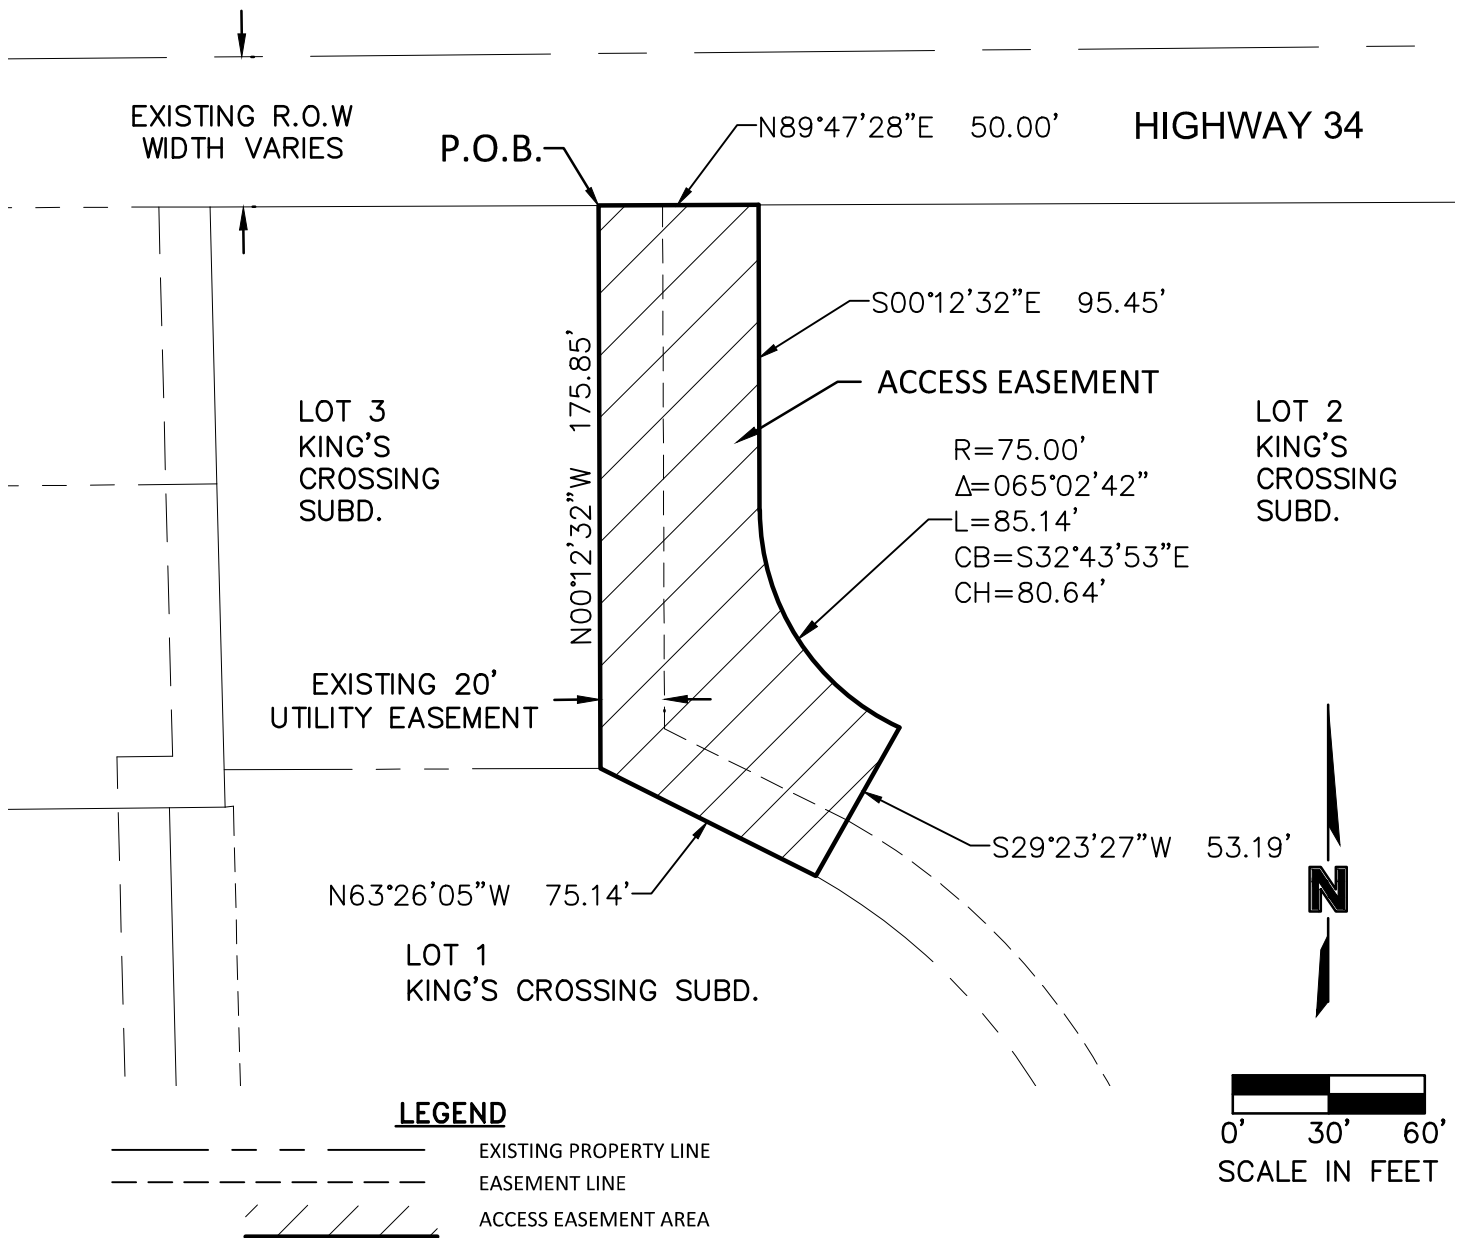 EXISTING R.O.W
WIDTH VARIES
P.O.B.
N89°47'28"E 50.00'
HIGHWAY 34
S00°12'32"E 95.45'
ACCESS EASEMENT
N00°12'32"W 175.85'
LOT 3
KING'S
CROSSING
SUBD.
R=75.00'
Δ=065°02'42"
L=85.14'
CB=S32°43'53"E
CH=80.64'
LOT 2
KING'S
CROSSING
SUBD.
EXISTING 20'
UTILITY EASEMENT
S29°23'27"W 53.19'
N63°26'05"W 75.14'
N
LOT 1
KING'S CROSSING SUBD.
LEGEND
EXISTING PROPERTY LINE
EASEMENT LINE
ACCESS EASEMENT AREA
0' 30' 60'
SCALE IN FEET